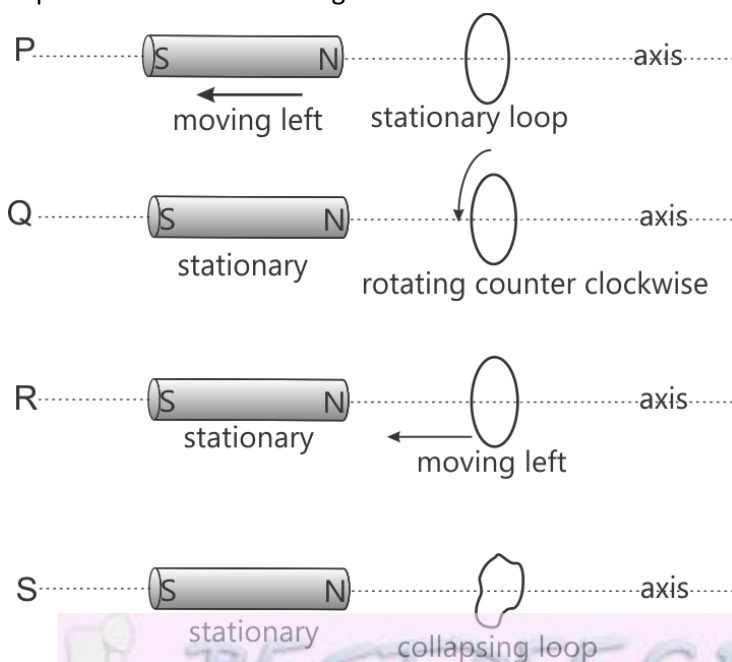 P S N axis
moving left stationary loop
Q S N axis
stationary
rotating counter clockwise
R S N axis
stationary
moving left
S S N axis
stationary
collapsing loop